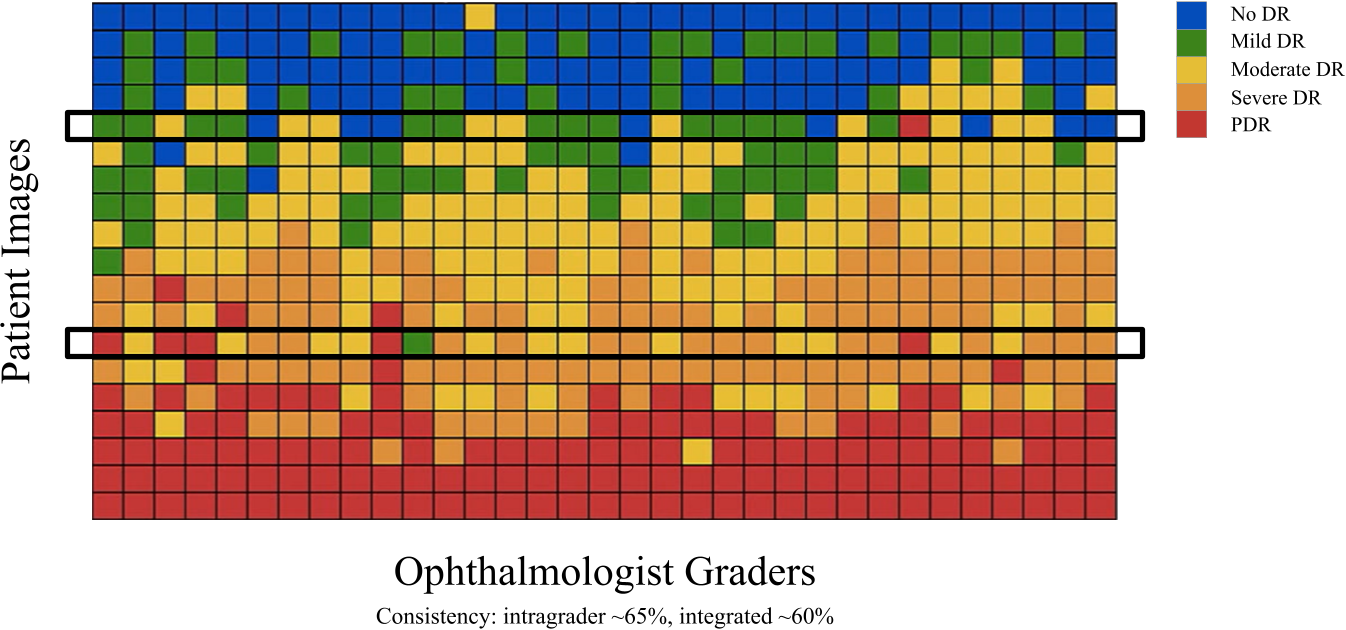 No DR
Mild DR
Moderate DR
Severe DR
PDR
Patient Images
Ophthalmologist Graders
Consistency: intragrader ~65%, integrated ~60%